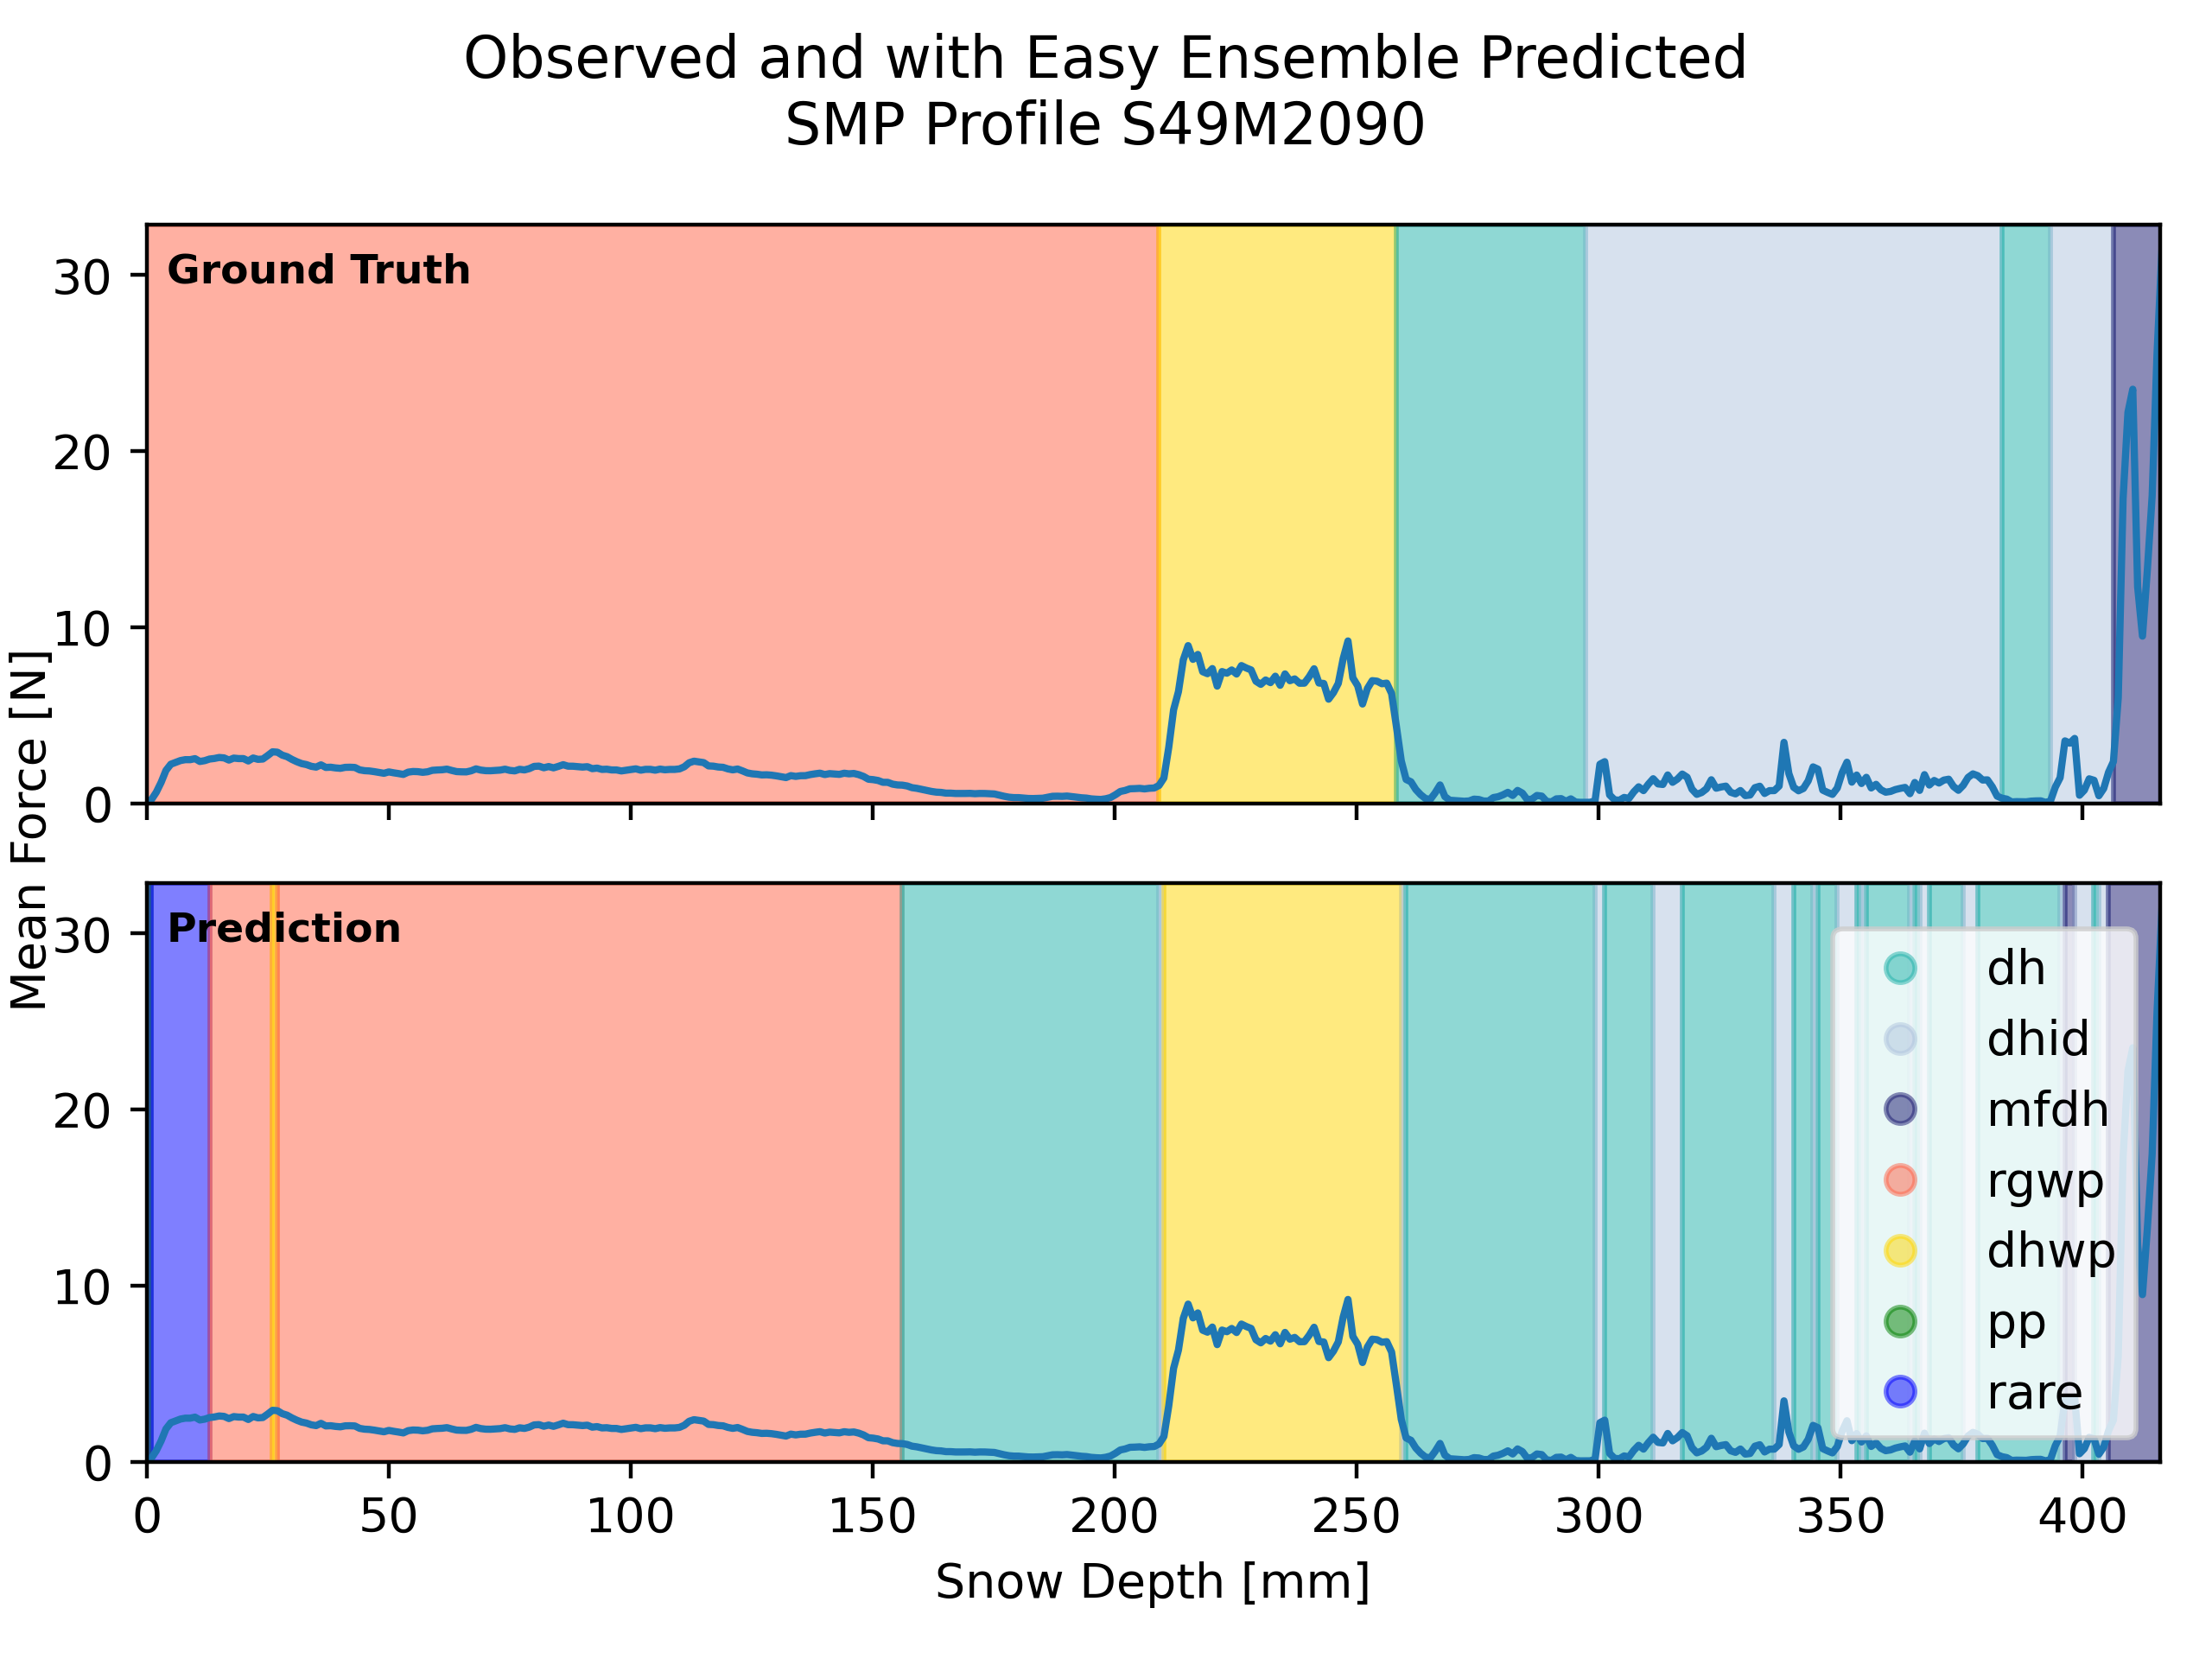 Observed and with Easy Ensemble Predicted
SMP Profile S49M2090
Mean Force [N]
Ground Truth
30
20
10
0
Prediction
30
20
10
0
dh
dhid
mfdh
rgwp
dhwp
pp
rare
0 50 100 150 200 250 300 350 400
Snow Depth [mm]